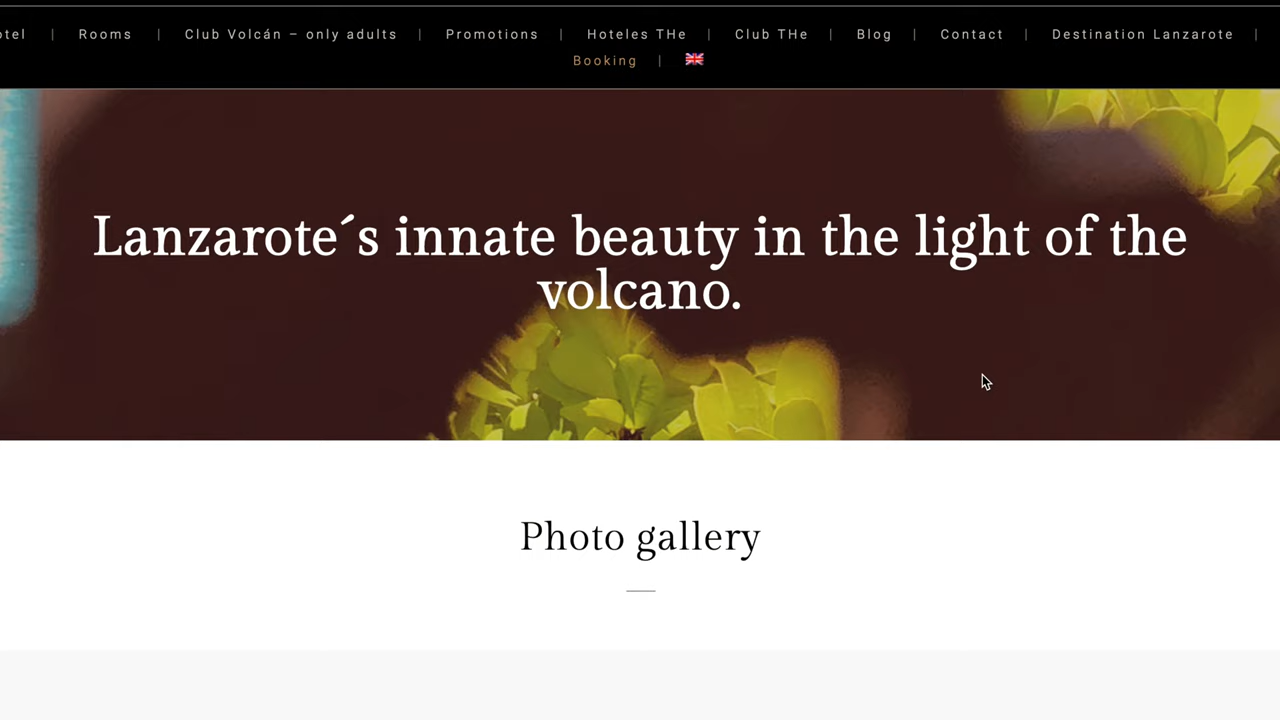 otel | Rooms | Club Volcán – only adults | Promotions | Hoteles THe | Club THe | Blog | Contact | Destination Lanzarote |
Booking |
Lanzarote´s innate beauty in the light of the
volcano.
Photo gallery